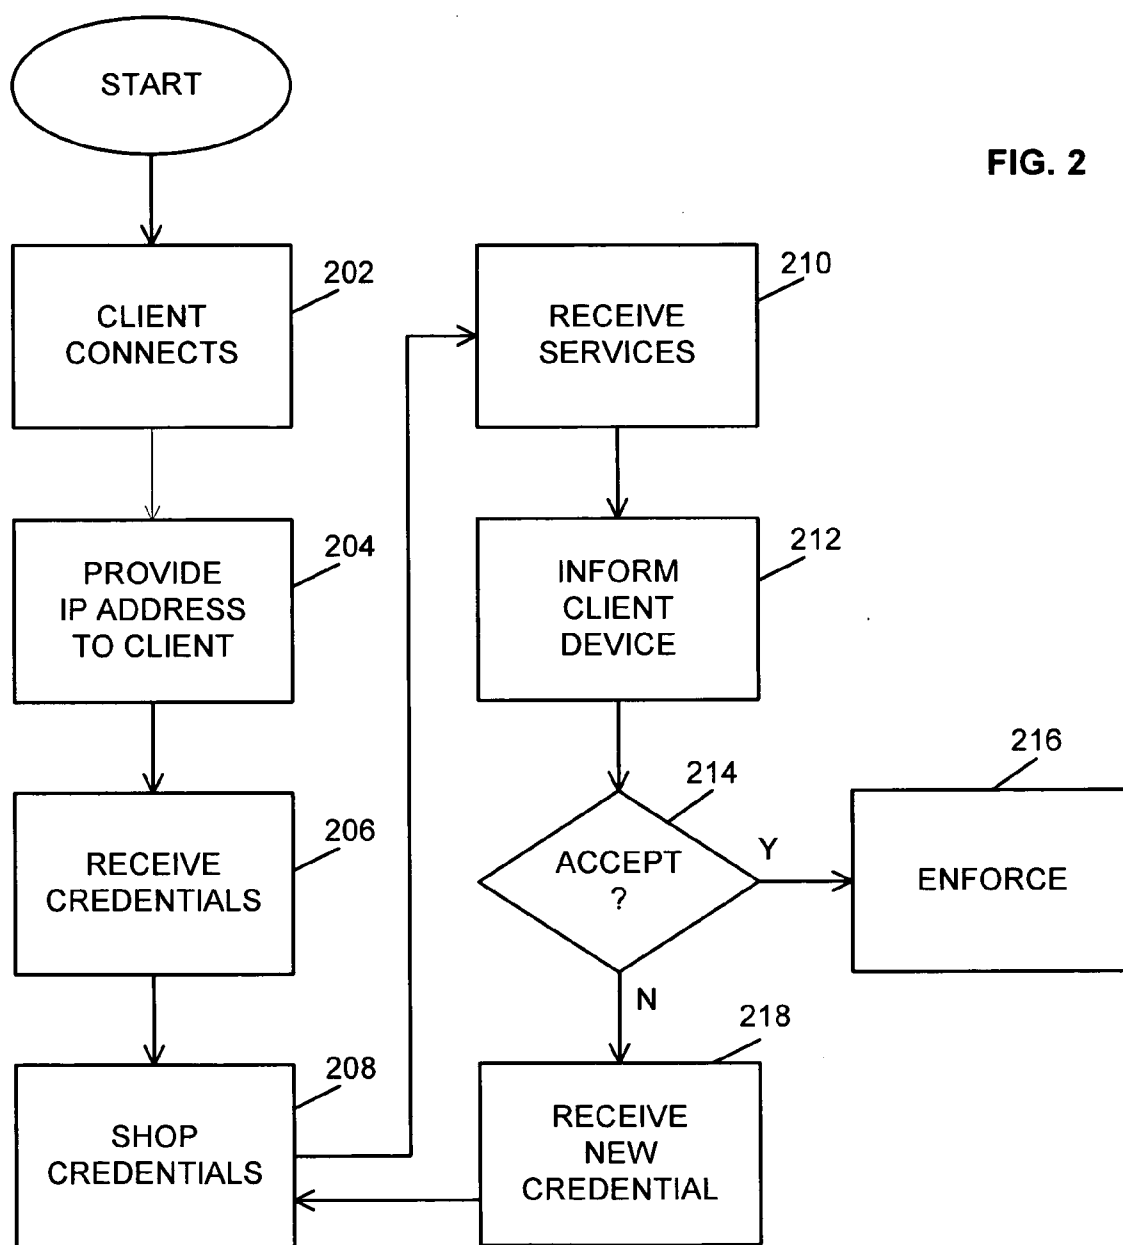 START
FIG. 2
202
CLIENT
CONNECTS
204
PROVIDE
IP ADDRESS
TO CLIENT
206
RECEIVE
CREDENTIALS
208
SHOP
CREDENTIALS
210
RECEIVE
SERVICES
212
INFORM
CLIENT
DEVICE
214
ACCEPT
?
Y
N
216
ENFORCE
218
RECEIVE
NEW
CREDENTIAL